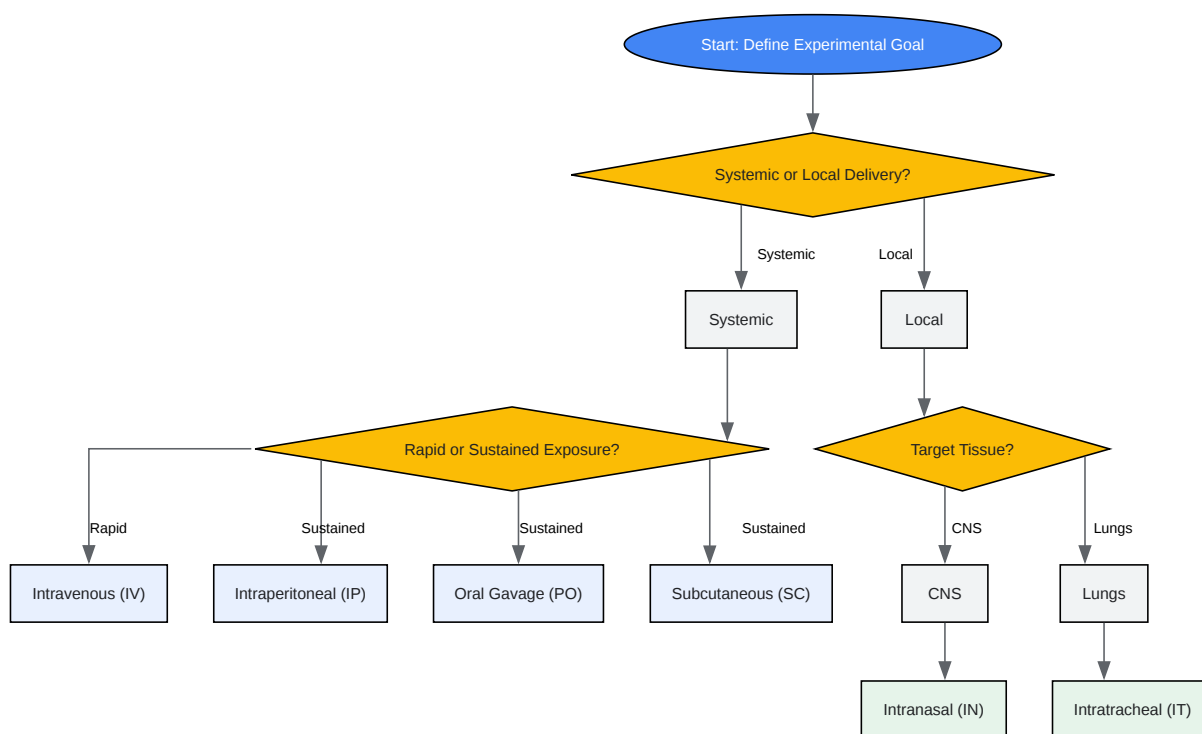 Start: Define Experimental Goal
Systemic or Local Delivery?
Systemic
Local
Systemic
Local
Rapid or Sustained Exposure?
Target Tissue?
Rapid
Sustained
Sustained
Sustained
CNS
Lungs
Intravenous (IV)
Intraperitoneal (IP)
Oral Gavage (PO)
Subcutaneous (SC)
CNS
Lungs
Intranasal (IN)
Intratracheal (IT)